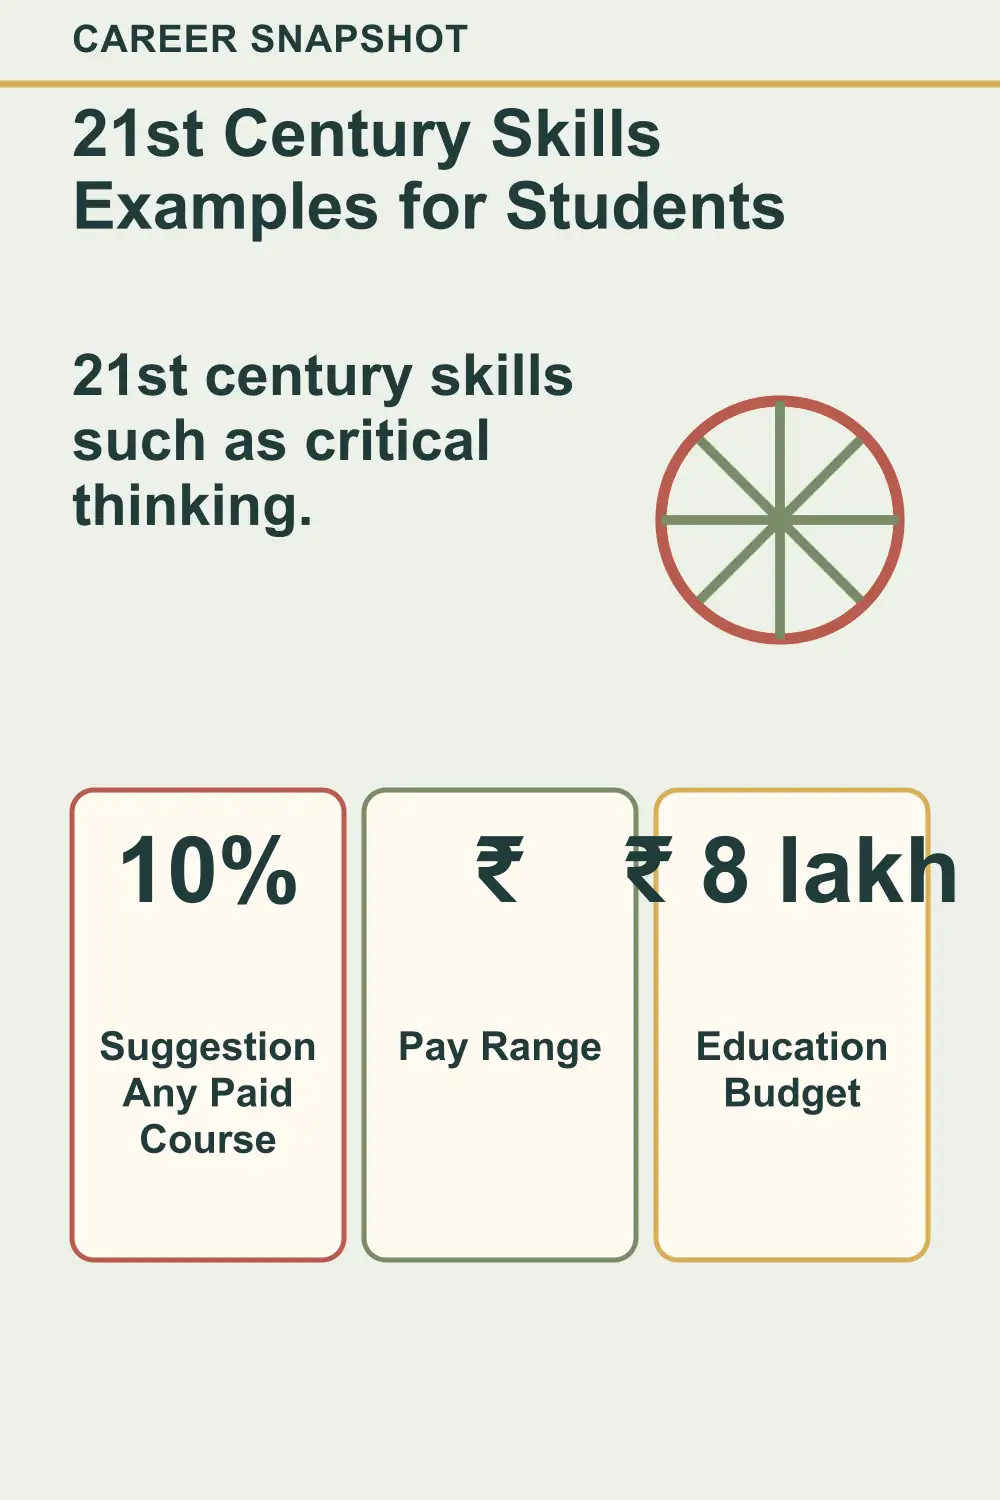 CAREER SNAPSHOT
21st Century Skills
Examples for Students
21st century skills
such as critical
thinking.
10%
Suggestion
Any Paid
Course
₹
Pay Range
₹ 8 lakh
Education
Budget